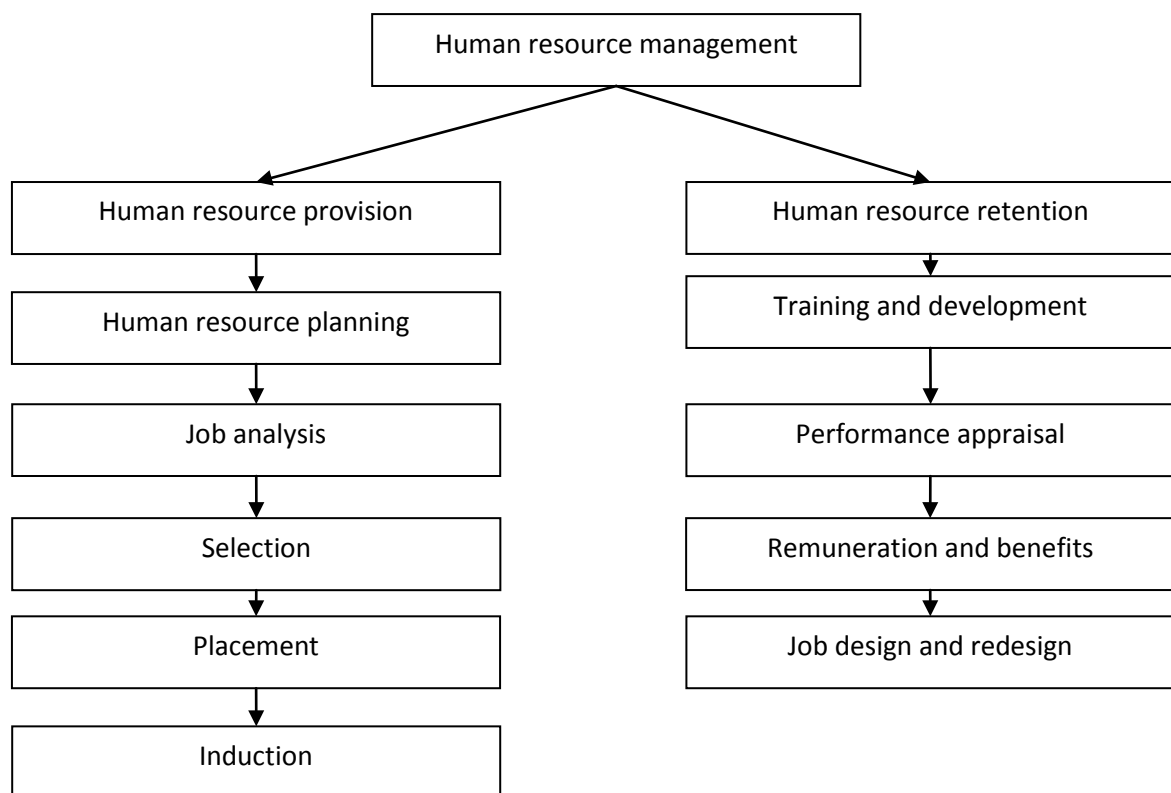 Human resource management
Human resource provision
Human resource planning
Job analysis
Selection
Placement
Induction
Human resource retention
Training and development
Performance appraisal
Remuneration and benefits
Job design and redesign